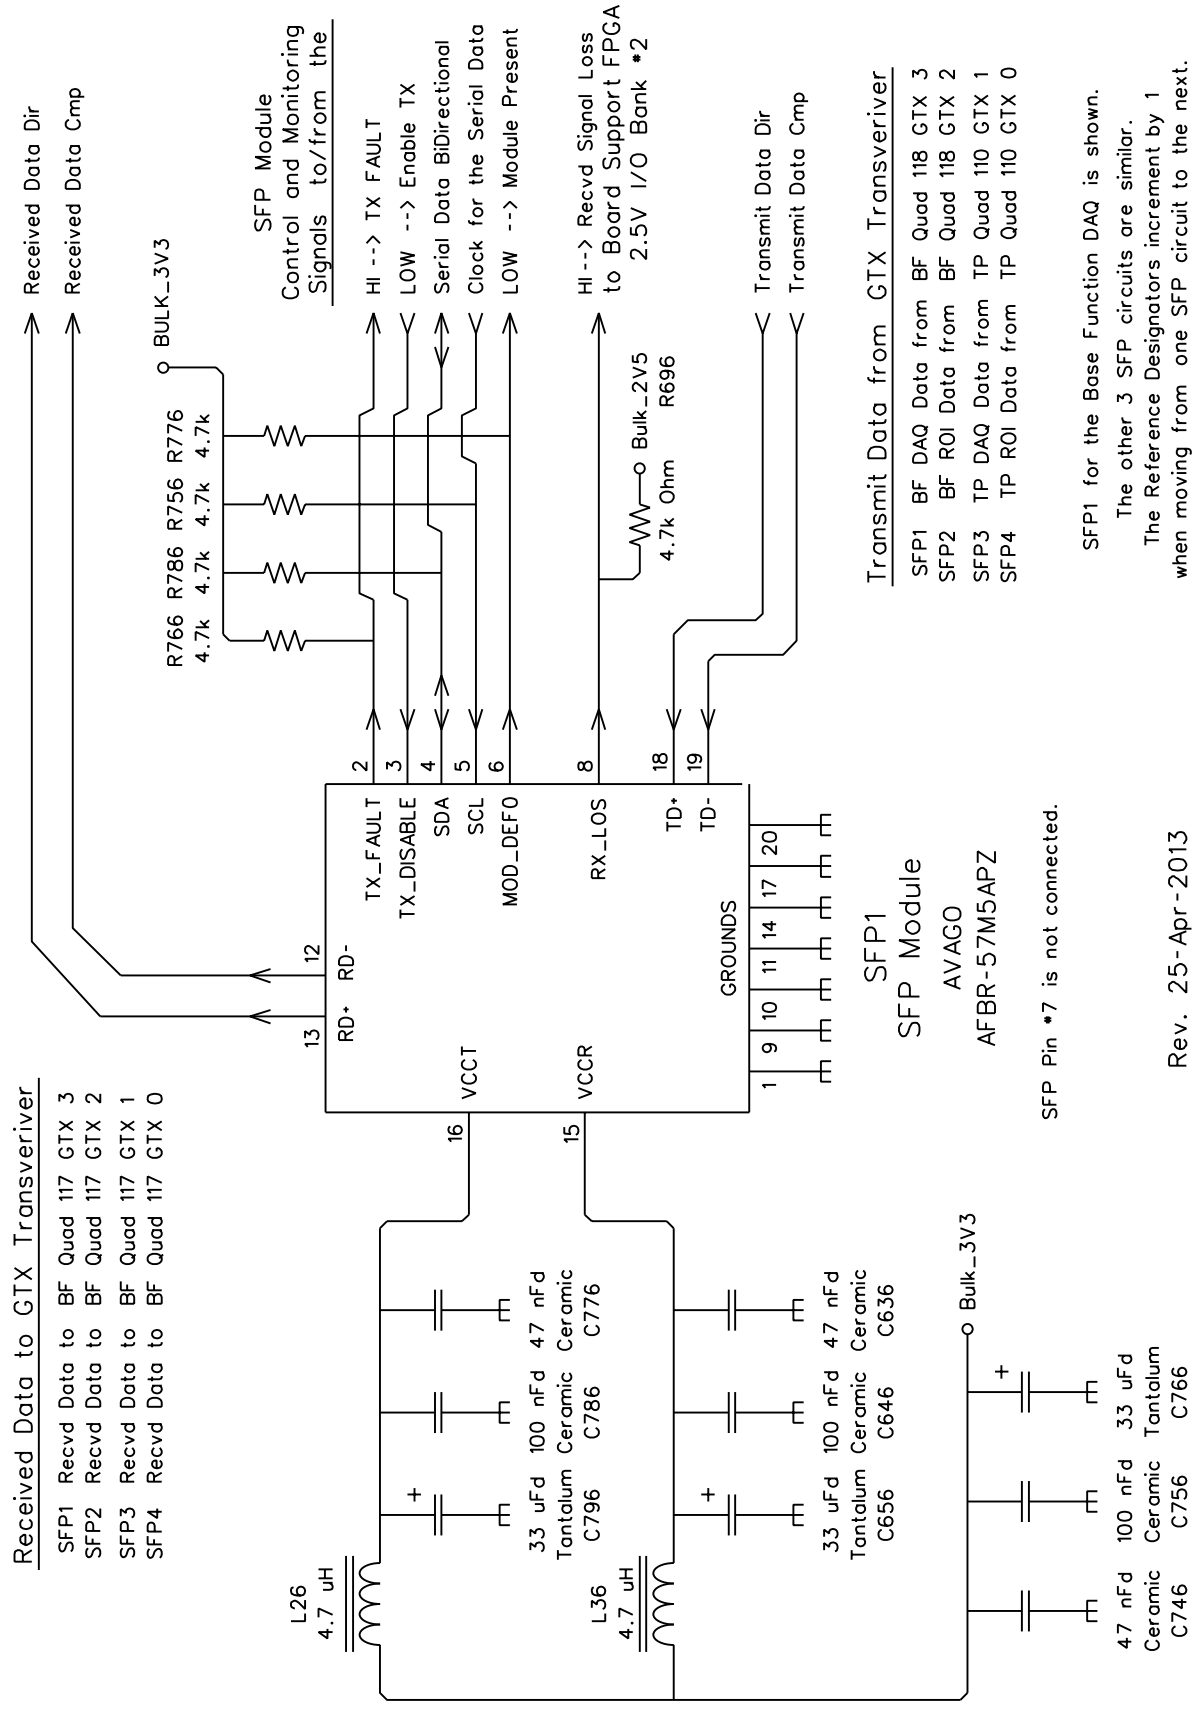 Received Data to GTX Transveriver
SFP1 Recvd Data to BF Quad 117 GTX 3
SFP2 Recvd Data to BF Quad 117 GTX 2
SFP3 Recvd Data to BF Quad 117 GTX 1
SFP4 Recvd Data to BF Quad 117 GTX 0
Received Data Dir
Received Data Cmp
BULK_3V3
R766 R786 R756 R776
4.7k 4.7k 4.7k 4.7k
SFP Module
Control and Monitoring
Signals to/from the
HI --> TX FAULT
LOW --> Enable TX
Serial Data BiDirectional
Clock for the Serial Data
LOW --> Module Present
HI--> Recvd Signal Loss
to Board Support FPGA
2.5V I/O Bank #2
Bulk_2V5
R696
4.7k Ohm
Transmit Data Dir
Transmit Data Cmp
13
12
RD+
RD-
2
TX_FAULT
3
TX_DISABLE
4
SDA
5
SCL
6
MOD_DEF0
8
RX_LOS
18
TD+
19
TD-
16
VCCT
15
VCCR
GROUNDS
1 9 10 11 14 17 20
L26
4.7 uH
33 uFd 100 nFd 47 nFd
Tantalum Ceramic Ceramic
C796 C786 C776
L36
4.7 uH
33 uFd 100 nFd 47 nFd
Tantalum Ceramic Ceramic
C656 C646 C636
Bulk_3V3
47 nFd 100 nFd 33 uFd
Ceramic Ceramic Tantalum
C746 C756 C766
SFP1
SFP Module
AVAGO
AFBR-57M5APZ
SFP Pin #7 is not connected.
Rev. 25-Apr-2013
Transmit Data from GTX Transveriver
SFP1 BF DAQ Data from BF Quad 118 GTX 3
SFP2 BF ROI Data from BF Quad 118 GTX 2
SFP3 TP DAQ Data from TP Quad 110 GTX 1
SFP4 TP ROI Data from TP Quad 110 GTX 0
SFP1 for the Base Function DAQ is shown.
The other 3 SFP circuits are similar.
The Reference Designators increment by 1
when moving from one SFP circuit to the next.